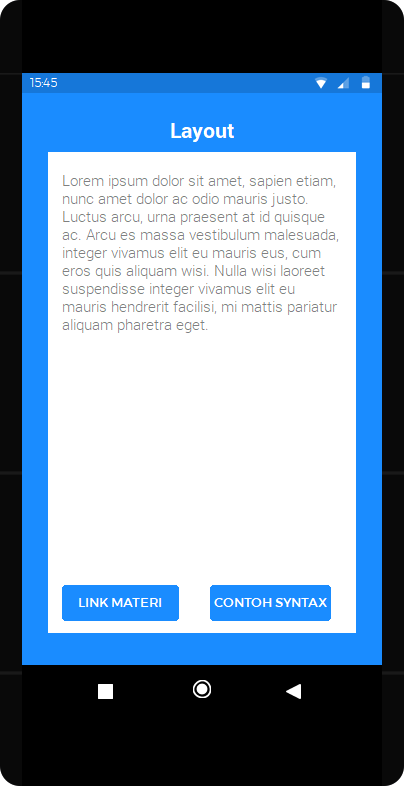 15:45
Layout
Lorem ipsum dolor sit amet, sapien etiam,
nunc amet dolor ac odio mauris justo.
Luctus arcu, urna praesent at id quisque
ac. Arcu es massa vestibulum malesuada,
integer vivamus elit eu mauris eus, cum
eros quis aliquam wisi. Nulla wisi laoreet
suspendisse integer vivamus elit eu
mauris hendrerit facilisi, mi mattis pariatur
aliquam pharetra eget.
LINK MATERI CONTOH SYNTAX